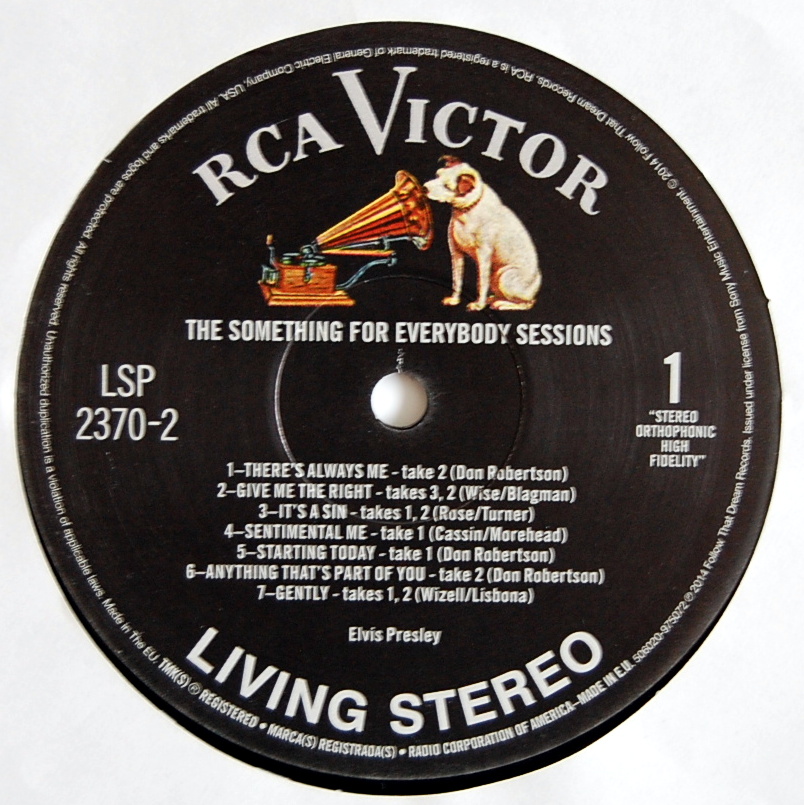 RCA VICTOR
THE SOMETHING FOR EVERYBODY SESSIONS
LSP
2370-2
1
"STEREO
ORTHOPHONIC
HIGH
FIDELITY"
1–THERE'S ALWAYS ME - take 2 (Don Robertson)
2–GIVE ME THE RIGHT - takes 3, 2 (Wise/Blagman)
3–IT'S A SIN - takes 1, 2 (Rose/Turner)
4–SENTIMENTAL ME - take 1 (Cassin/Morehead)
5–STARTING TODAY - take 1 (Don Robertson)
6–ANYTHING THAT'S PART OF YOU - take 2 (Don Robertson)
7–GENTLY - takes 1, 2 (Wizell/Lisbona)
Elvis Presley
LIVING STEREO
TMK(S) ® REGISTERED • MARCA(S) REGISTRADA(S) • RADIO CORPORATION OF AMERICA–MADE IN E.U. 506020-975072 ℗ 2014 Follow That Dream Records. Issued under license from Sony Music Entertainment. © 2014 Follow That Dream Records. RCA is a registered trademark of General Electric Company, USA. All trademarks and logos are protected. All rights reserved. Unauthorized duplication is a violation of applicable laws. Made in The EU.